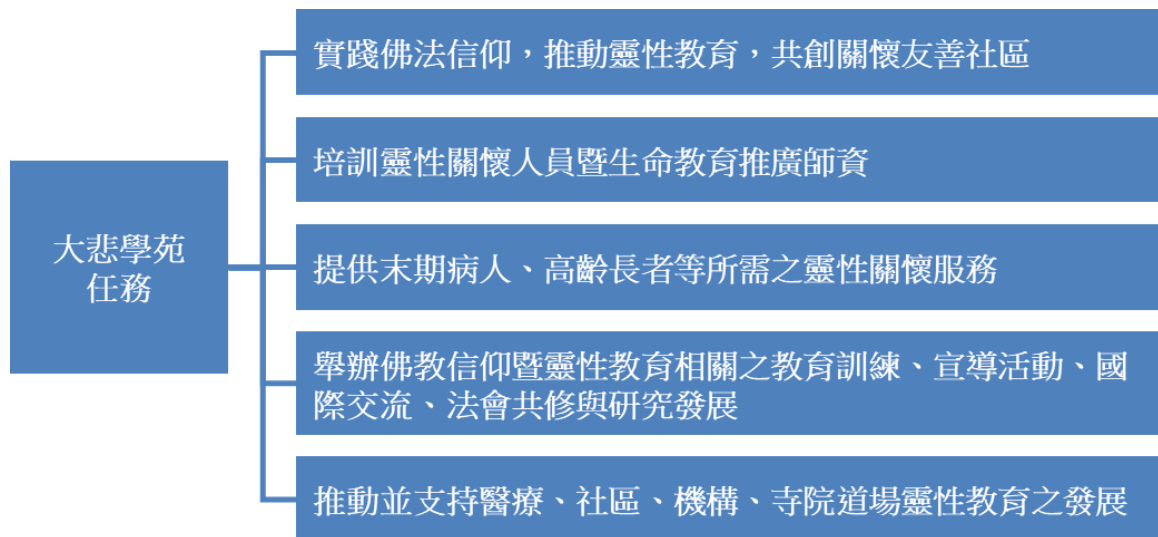 大悲學苑
任務
實踐佛法信仰，推動靈性教育，共創關懷友善社區
培訓靈性關懷人員暨生命教育推廣師資
提供末期病人、高齡長者等所需之靈性關懷服務
舉辦佛教信仰暨靈性教育相關之教育訓練、宣導活動、國
際交流、法會共修與研究發展
推動並支持醫療、社區、機構、寺院道場靈性教育之發展